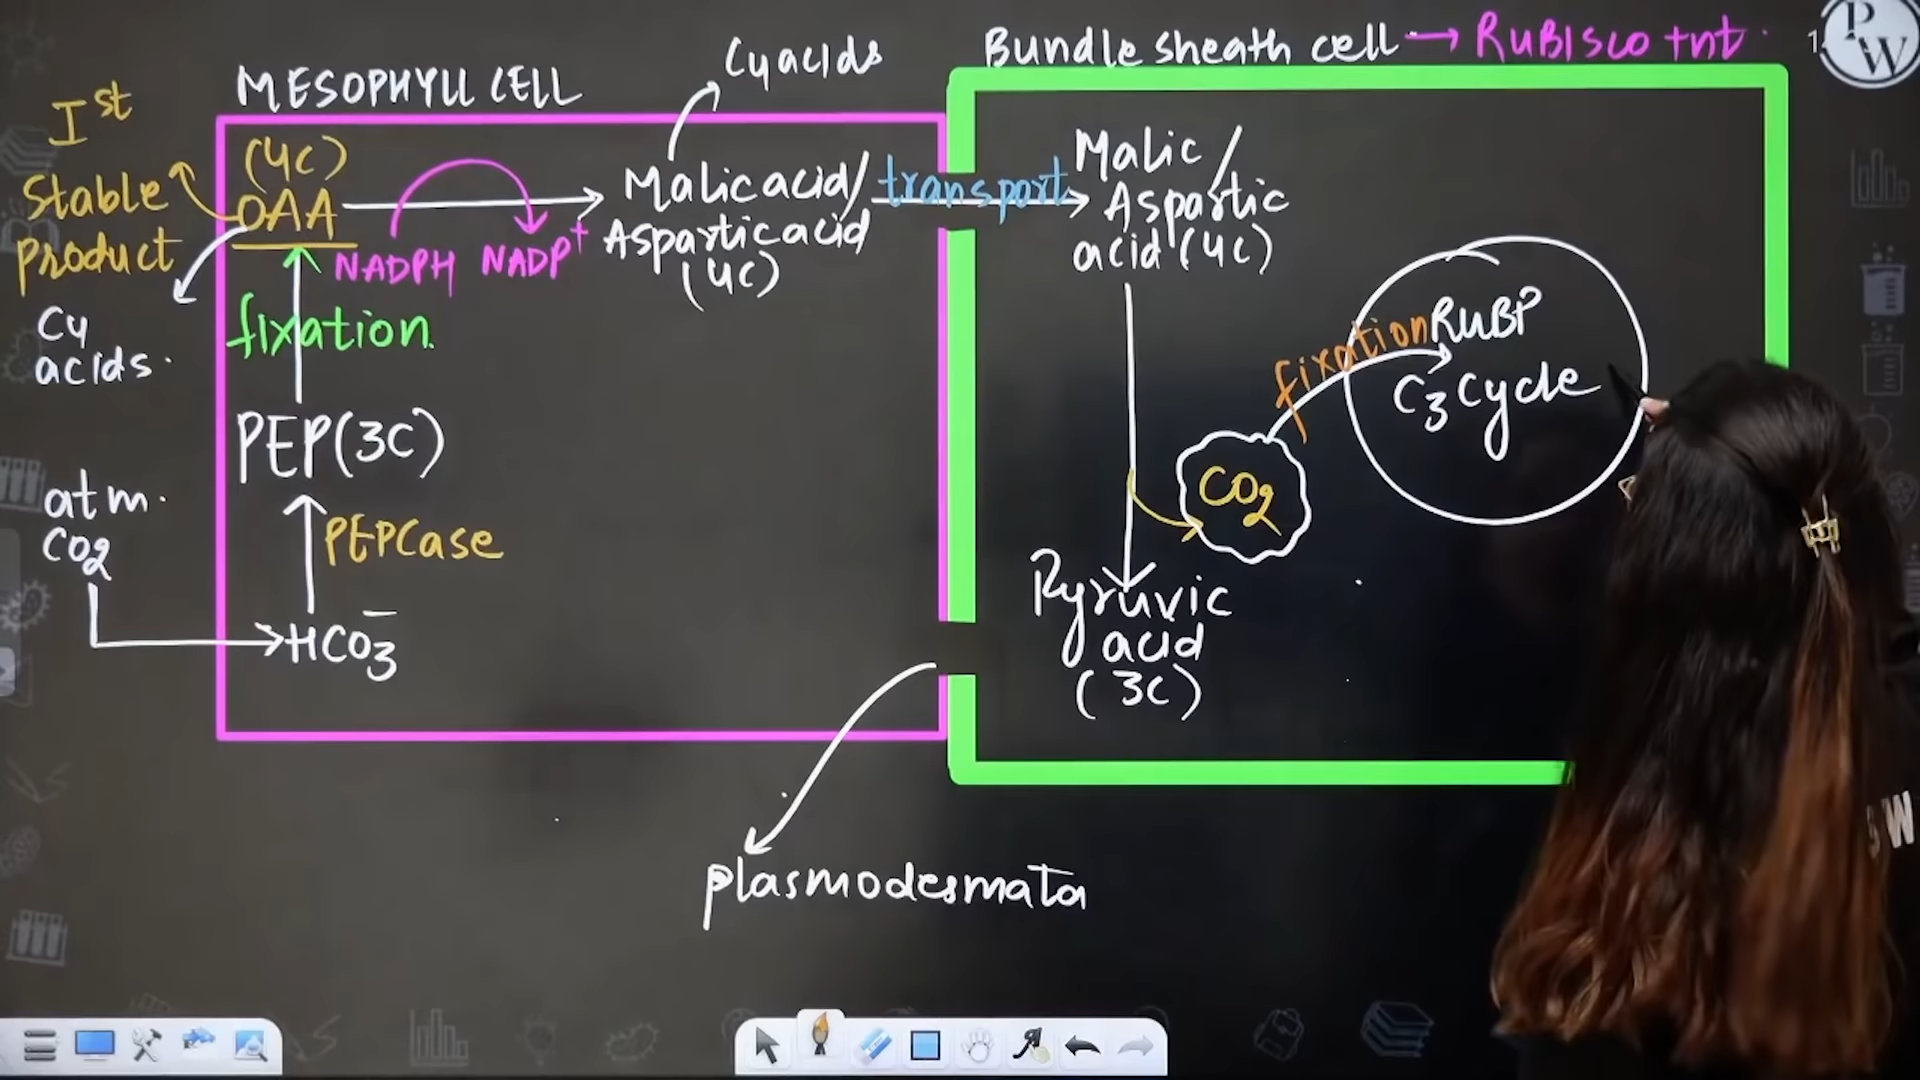 MESOPHYLL CELL
Bundle sheath cell → RUBISCO +nt
PW
C4 acids
Ist
stable
product
(4C)
OAA
NADPH NADP+
Malic acid/
Aspartic acid
(4C)
transport
Malic/
Aspartic
acid (4C)
C4
acids.
fixation
PEP(3C)
PEPCase
atm.
CO2
HCO3-
fixation
RUBP
C3 Cycle
CO2
Pyruvic
acid
(3C)
plasmodesmata
W